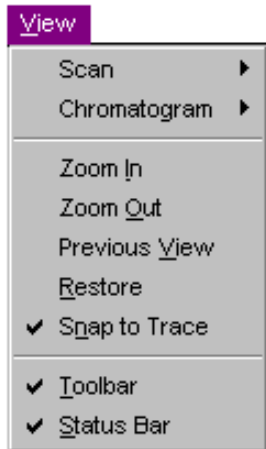 View
Scan
Chromatogram
Zoom In
Zoom Out
Previous View
Restore
Snap to Trace
Toolbar
Status Bar